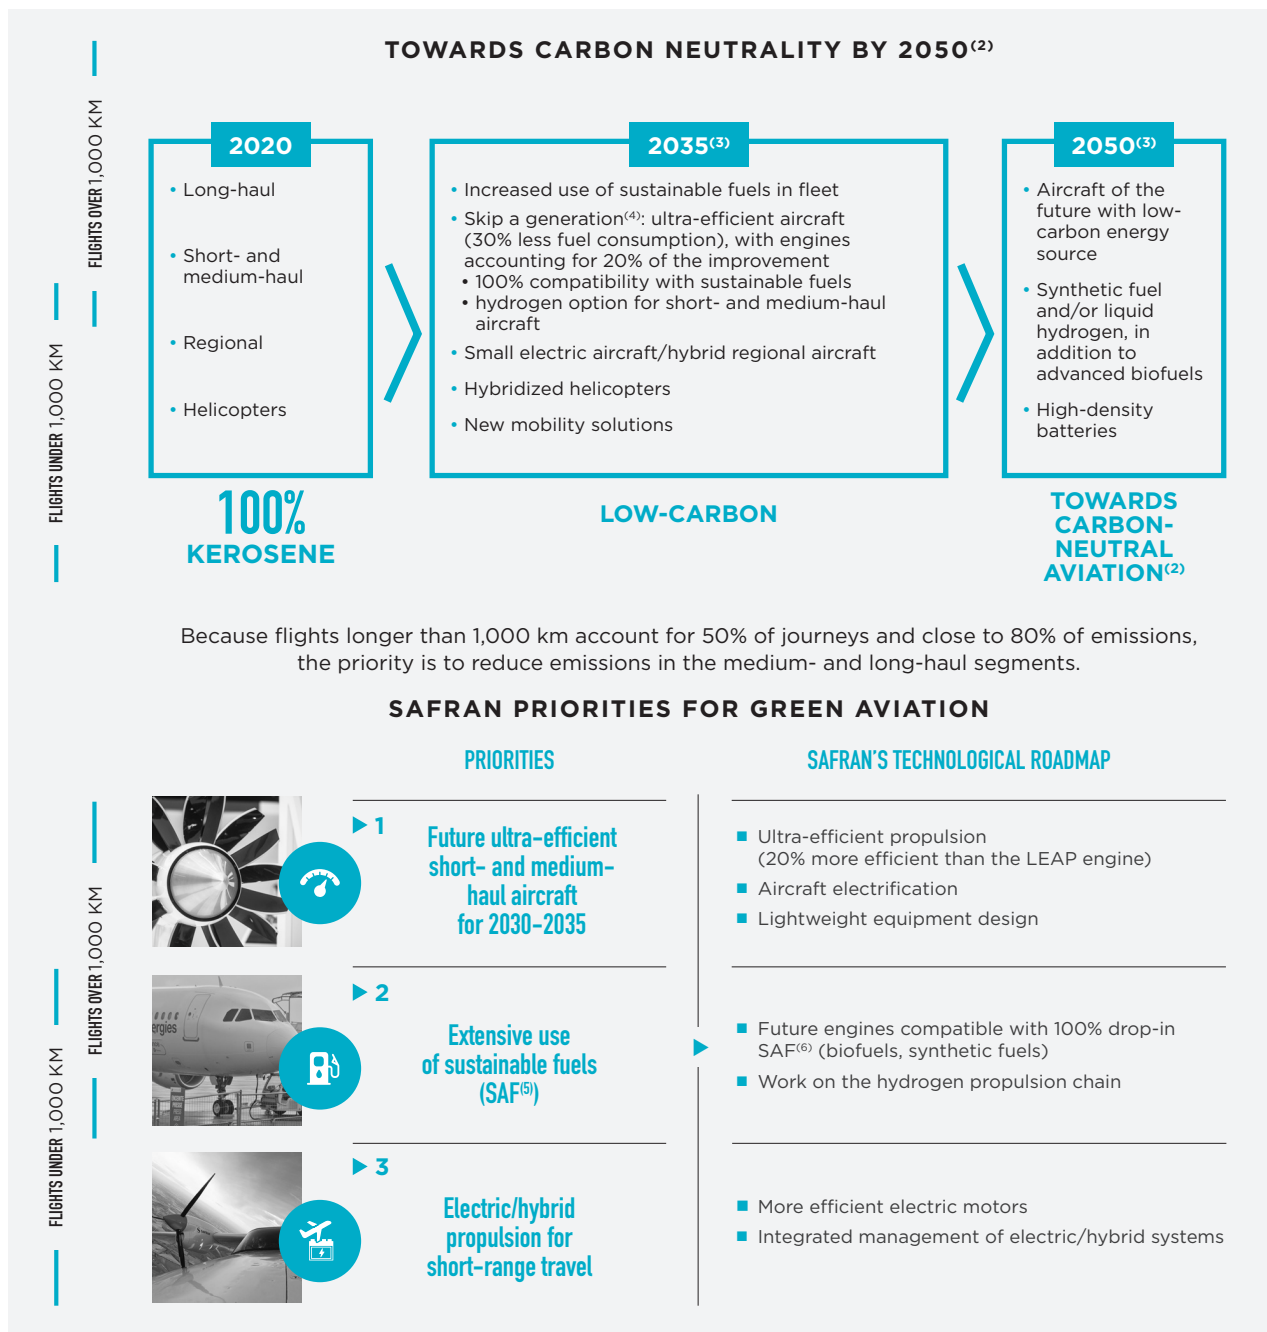 TOWARDS CARBON NEUTRALITY BY 2050(2)
FLIGHTS OVER 1,000 KM
FLIGHTS UNDER 1,000 KM
2020
• Long-haul
• Short- and
medium-haul
• Regional
• Helicopters
100%
KEROSENE
2035(3)
• Increased use of sustainable fuels in fleet
• Skip a generation(4): ultra-efficient aircraft
(30% less fuel consumption), with engines
accounting for 20% of the improvement
• 100% compatibility with sustainable fuels
• hydrogen option for short- and medium-haul
aircraft
• Small electric aircraft/hybrid regional aircraft
• Hybridized helicopters
• New mobility solutions
LOW-CARBON
2050(3)
• Aircraft of the
future with low-
carbon energy
source
• Synthetic fuel
and/or liquid
hydrogen, in
addition to
advanced biofuels
• High-density
batteries
TOWARDS
CARBON-
NEUTRAL
AVIATION(2)
Because flights longer than 1,000 km account for 50% of journeys and close to 80% of emissions,
the priority is to reduce emissions in the medium- and long-haul segments.
SAFRAN PRIORITIES FOR GREEN AVIATION
PRIORITIES
SAFRAN'S TECHNOLOGICAL ROADMAP
FLIGHTS OVER 1,000 KM
FLIGHTS UNDER 1,000 KM
1
Future ultra-efficient
short- and medium-
haul aircraft
for 2030-2035
Ultra-efficient propulsion
(20% more efficient than the LEAP engine)
Aircraft electrification
Lightweight equipment design
ergies
2
Extensive use
of sustainable fuels
(SAF(5))
Future engines compatible with 100% drop-in
SAF(6) (biofuels, synthetic fuels)
Work on the hydrogen propulsion chain
3
Electric/hybrid
propulsion for
short-range travel
More efficient electric motors
Integrated management of electric/hybrid systems